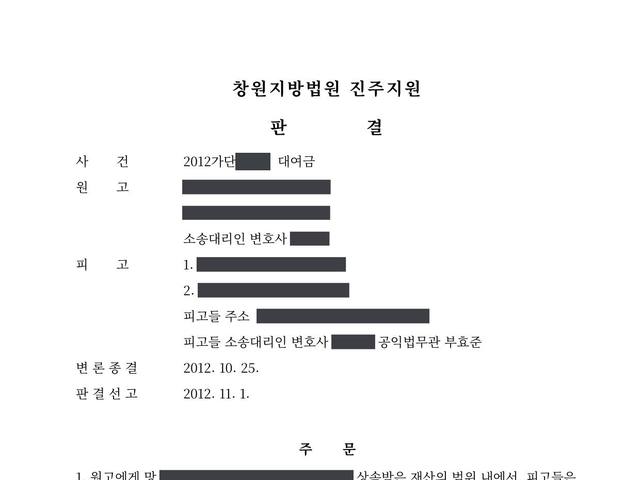 창원지방법원 진주지원
판 결
사 건 2012가단 대여금
원 고
소송대리인 변호사
피 고 1.
2.
피고들 주소
피고들 소송대리인 변호사 공익법무관 부효준
변 론 종 결 2012. 10. 25.
판 결 선 고 2012. 11. 1.
주 문
1. 원고에게 망 상속받은 재산의 범위 내에서, 피고들은